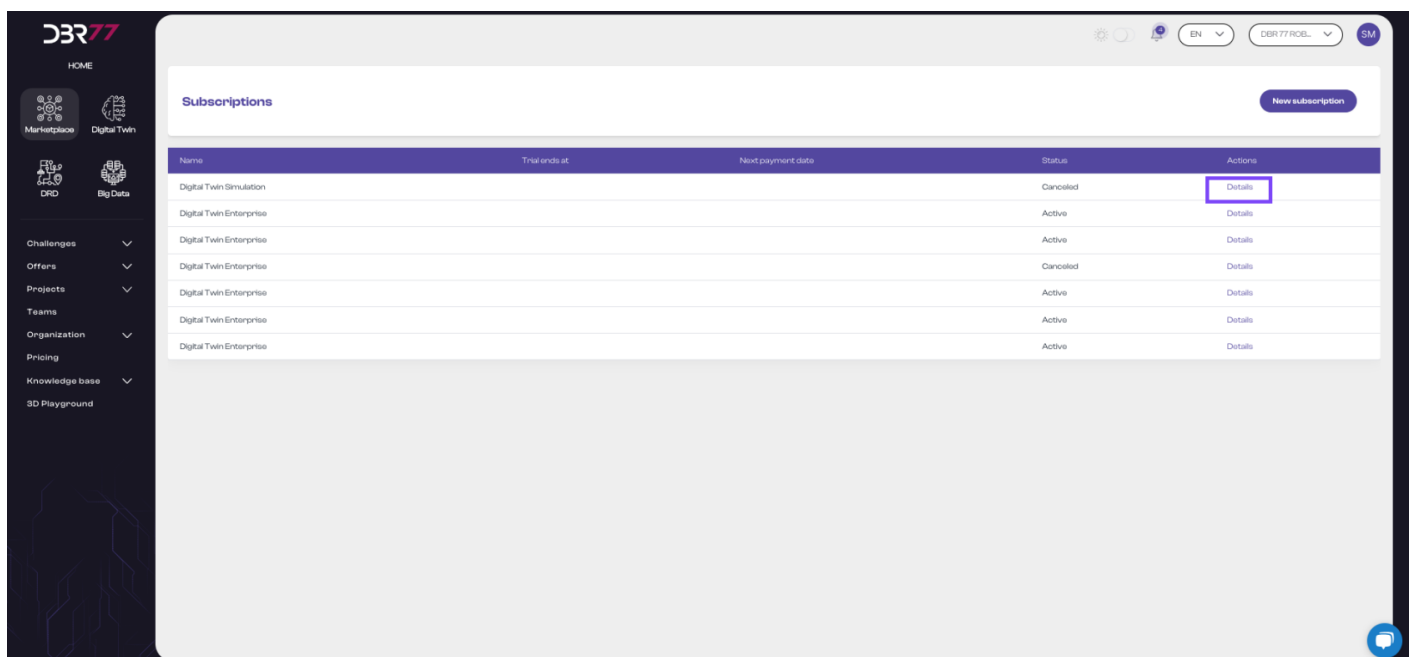 DBR77
HOME
EN
DBR 77 ROB...
SM
Marketplace
Digital Twin
DRD
Big Data
Challenges
Offers
Projects
Teams
Organization
Pricing
Knowledge base
3D Playground
Subscriptions
New subscription
Name Trial ends at Next payment date Status Actions
Digital Twin Simulation Canceled Details
Digital Twin Enterprise Active Details
Digital Twin Enterprise Active Details
Digital Twin Enterprise Canceled Details
Digital Twin Enterprise Active Details
Digital Twin Enterprise Active Details
Digital Twin Enterprise Active Details